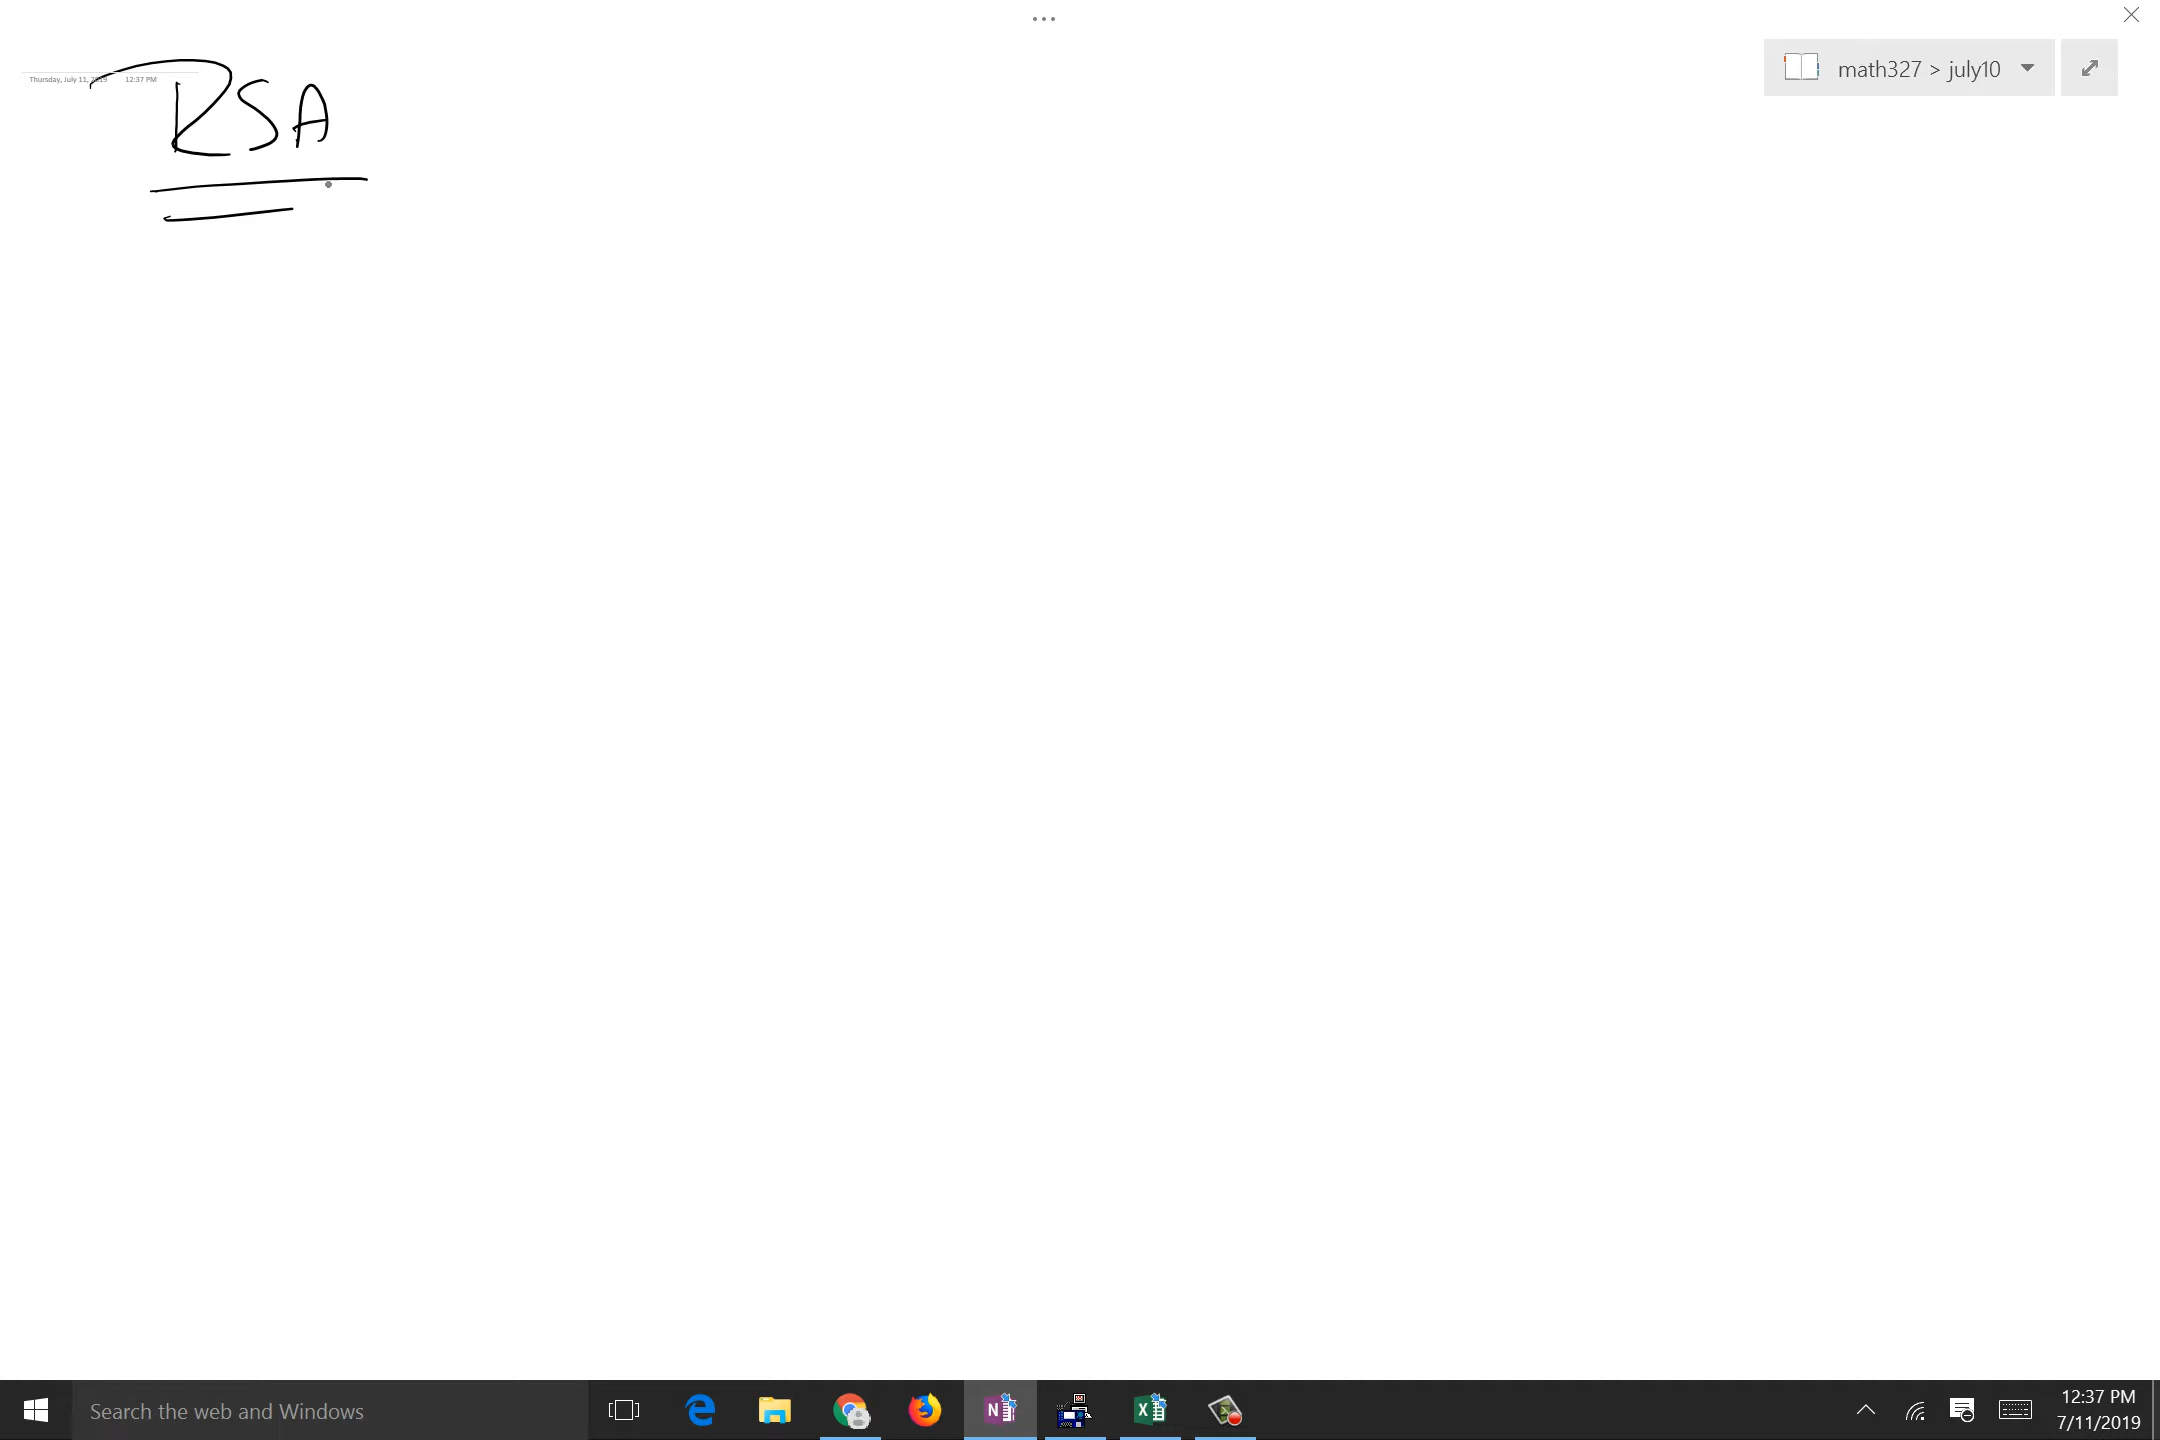 math327 > july10
Thursday, July 11, 2019 12:37 PM
RSA
Search the web and Windows
12:37 PM
7/11/2019